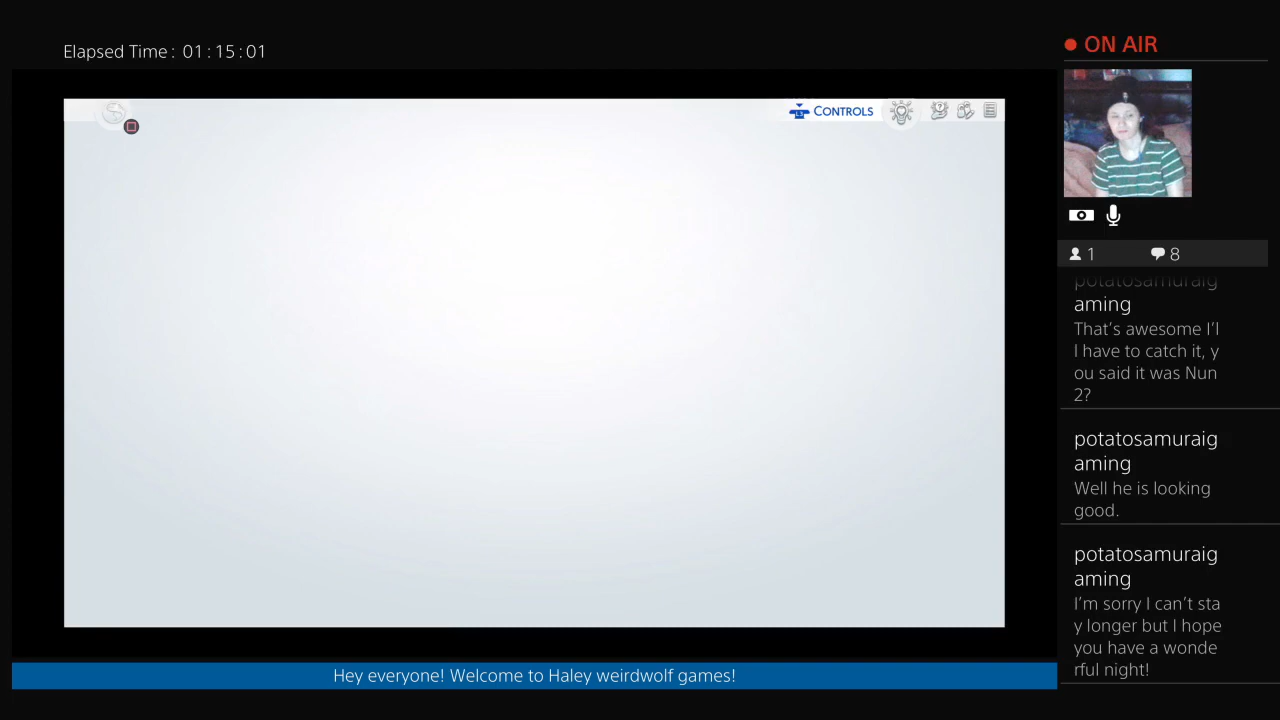 Elapsed Time: 01:15:01
ON AIR
CONTROLS
1 8
potatosamuraig
aming
That's awesome I'l
l have to catch it, y
ou said it was Nun
2?
potatosamuraig
aming
Well he is looking
good.
potatosamuraig
aming
I'm sorry I can't sta
y longer but I hope
you have a wonde
rful night!
Hey everyone! Welcome to Haley weirdwolf games!